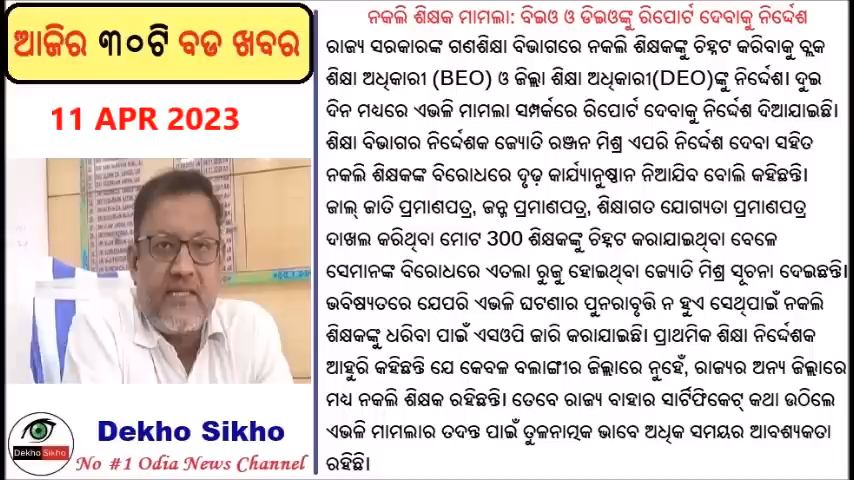 ଆଜିର ୩୦ଟି ବଡ ଖବର
11 APR 2023
Dekho Sikho
Dekho Sikho
No #1 Odia News Channel
ନକଲି ଶିକ୍ଷକ ମାମଲା: ବିଇଓ ଓ ଡିଇଓଙ୍କୁ ରିପୋର୍ଟ ଦେବାକୁ ନିର୍ଦ୍ଦେଶ
ରାଜ୍ୟ ସରକାରଙ୍କ ଗଣଶିକ୍ଷା ବିଭାଗରେ ନକଲି ଶିକ୍ଷକଙ୍କୁ ଚିହ୍ନଟ କରିବାକୁ ବ୍ଲକ
ଶିକ୍ଷା ଅଧିକାରୀ (BEO) ଓ ଜିଲ୍ଲା ଶିକ୍ଷା ଅଧିକାରୀ(DEO)ଙ୍କୁ ନିର୍ଦ୍ଦେଶ। ଦୁଇ
ଦିନ ମଧ୍ୟରେ ଏଭଳି ମାମଲା ସମ୍ପର୍କରେ ରିପୋର୍ଟ ଦେବାକୁ ନିର୍ଦ୍ଦେଶ ଦିଆଯାଇଛି।
ଶିକ୍ଷା ବିଭାଗର ନିର୍ଦ୍ଦେଶକ ଜ୍ୟୋତି ରଞ୍ଜନ ମିଶ୍ର ଏପରି ନିର୍ଦ୍ଦେଶ ଦେବା ସହିତ
ନକଲି ଶିକ୍ଷକଙ୍କ ବିରୋଧରେ ଦୃଢ଼ କାର୍ଯ୍ୟାନୁଷ୍ଠାନ ନିଆଯିବ ବୋଲି କହିଛନ୍ତି।
ଜାଲ୍ ଜାତି ପ୍ରମାଣପତ୍ର, ଜନ୍ମ ପ୍ରମାଣପତ୍ର, ଶିକ୍ଷାଗତ ଯୋଗ୍ୟତା ପ୍ରମାଣପତ୍ର
ଦାଖଲ କରିଥିବା ମୋଟ 300 ଶିକ୍ଷକଙ୍କୁ ଚିହ୍ନଟ କରାଯାଇଥିବା ବେଳେ
ସେମାନଙ୍କ ବିରୋଧରେ ଏତଲା ରୁଜୁ ହୋଇଥିବା ଜ୍ୟୋତି ମିଶ୍ର ସୂଚନା ଦେଇଛନ୍ତି।
ଭବିଷ୍ୟତରେ ଯେପରି ଏଭଳି ଘଟଣାର ପୁନରାବୃତ୍ତି ନ ହୁଏ ସେଥିପାଇଁ ନକଲି
ଶିକ୍ଷକଙ୍କୁ ଧରିବା ପାଇଁ ଏସଓପି ଜାରି କରାଯାଇଛି। ପ୍ରାଥମିକ ଶିକ୍ଷା ନିର୍ଦ୍ଦେଶକ
ଆହୁରି କହିଛନ୍ତି ଯେ କେବଳ ବଲାଙ୍ଗୀର ଜିଲ୍ଲାରେ ନୁହେଁ, ରାଜ୍ୟର ଅନ୍ୟ ଜିଲ୍ଲାରେ
ମଧ୍ୟ ନକଲି ଶିକ୍ଷକ ରହିଛନ୍ତି। ତେବେ ରାଜ୍ୟ ବାହାର ସାର୍ଟିଫିକେଟ୍ କଥା ଉଠିଲେ
ଏଭଳି ମାମଲାର ତଦନ୍ତ ପାଇଁ ତୁଳନାତ୍ମକ ଭାବେ ଅଧିକ ସମୟର ଆବଶ୍ୟକତା
ରହିଛି।